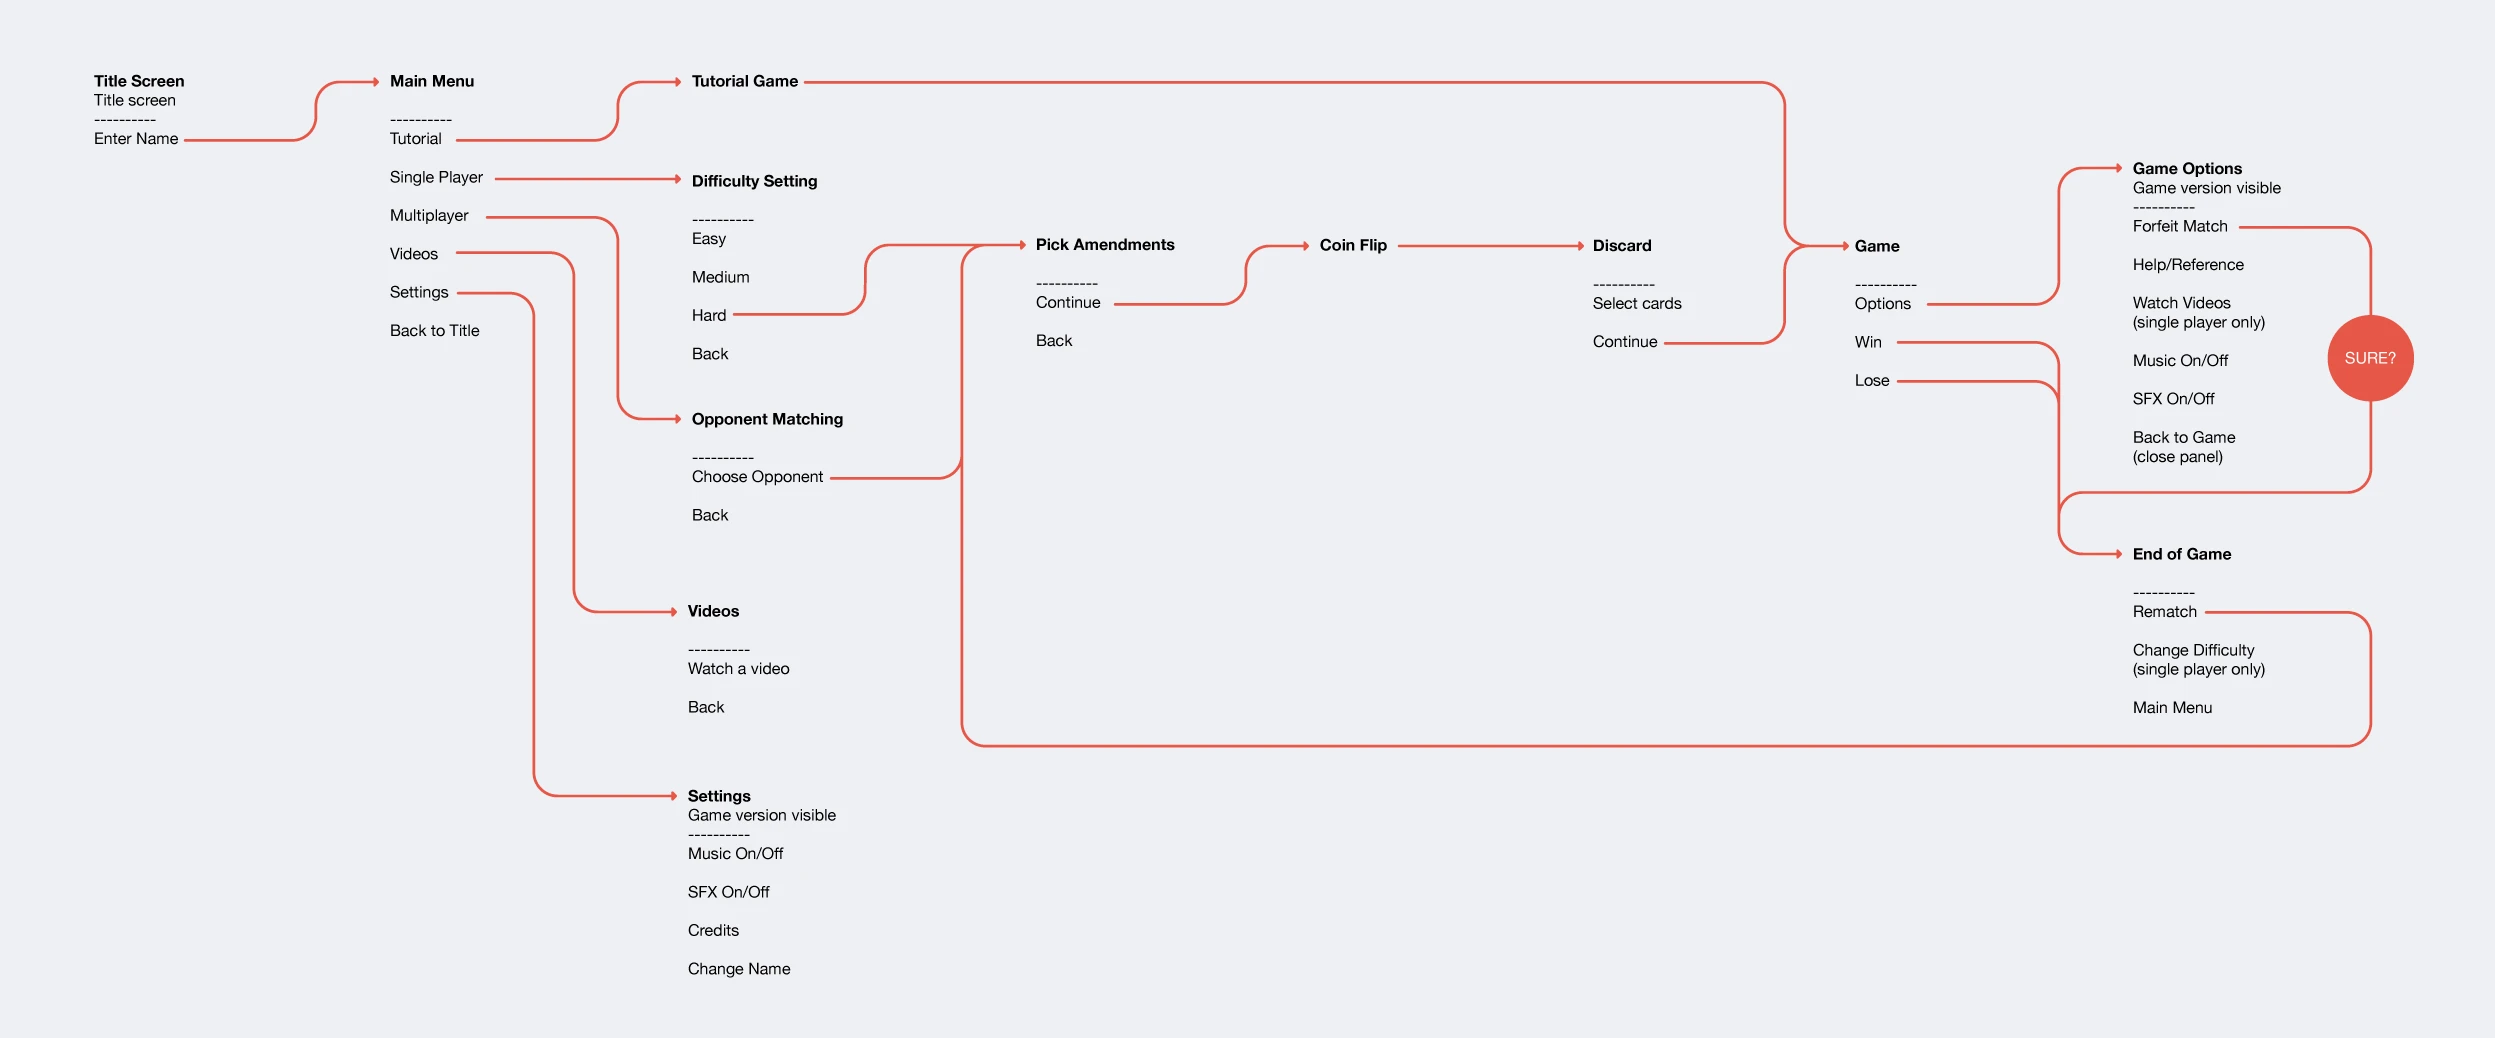 Title Screen
Title screen
----------
Enter Name
Main Menu
----------
Tutorial
Single Player
Multiplayer
Videos
Settings
Back to Title
Tutorial Game
Difficulty Setting
----------
Easy
Medium
Hard
Back
Opponent Matching
----------
Choose Opponent
Back
Videos
----------
Watch a video
Back
Settings
Game version visible
----------
Music On/Off
SFX On/Off
Credits
Change Name
Pick Amendments
----------
Continue
Back
Coin Flip
Discard
----------
Select cards
Continue
Game
----------
Options
Win
Lose
Game Options
Game version visible
----------
Forfeit Match
Help/Reference
Watch Videos
(single player only)
Music On/Off
SFX On/Off
Back to Game
(close panel)
SURE?
End of Game
----------
Rematch
Change Difficulty
(single player only)
Main Menu